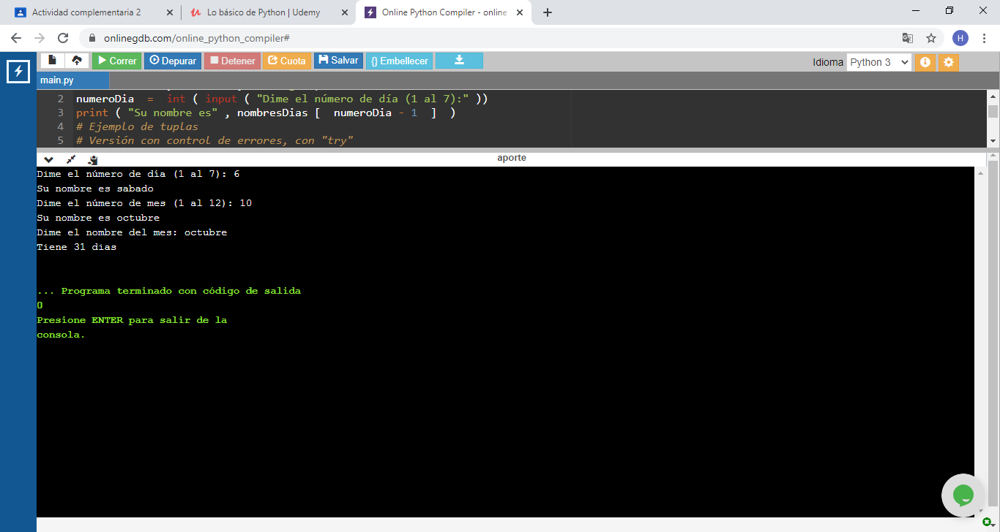 Actividad complementaria 2
Lo básico de Python | Udemy
Online Python Compiler - online
onlinegdb.com/online_python_compiler#
H
Correr
Depurar
Detener
Cuota
Salvar
{} Embellecer
Idioma
Python 3
main.py
2 numeroDia = int ( input ( "Dime el número de día (1 al 7):" ))
3 print ( "Su nombre es" , nombresDias [ numeroDia - 1 ] )
4 # Ejemplo de tuplas
5 # Versión con control de errores, con "try"
aporte
Dime el número de día (1 al 7): 6
Su nombre es sabado
Dime el número de mes (1 al 12): 10
Su nombre es octubre
Dime el nombre del mes: octubre
Tiene 31 dias
... Programa terminado con código de salida
0
Presione ENTER para salir de la
consola.